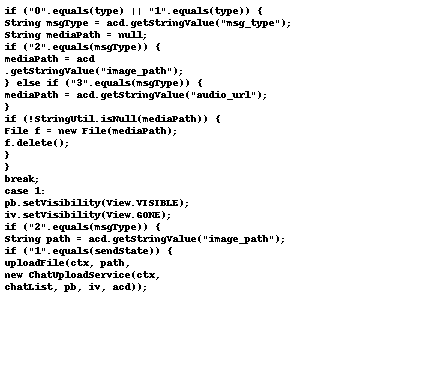 if ("0".equals(type) || "1".equals(type)) {
String msgType = acd.getStringValue("msg_type");
String mediaPath = null;
if ("2".equals(msgType)) {
mediaPath = acd
.getStringValue("image_path");
} else if ("3".equals(msgType)) {
mediaPath = acd.getStringValue("audio_url");
}
if (!StringUtil.isNull(mediaPath)) {
File f = new File(mediaPath);
f.delete();
}
}
break;
case 1:
pb.setVisibility(View.VISIBLE);
iv.setVisibility(View.GONE);
if ("2".equals(msgType)) {
String path = acd.getStringValue("image_path");
if ("1".equals(sendState)) {
uploadFile(ctx, path,
new ChatUploadService(ctx,
chatList, pb, iv, acd));